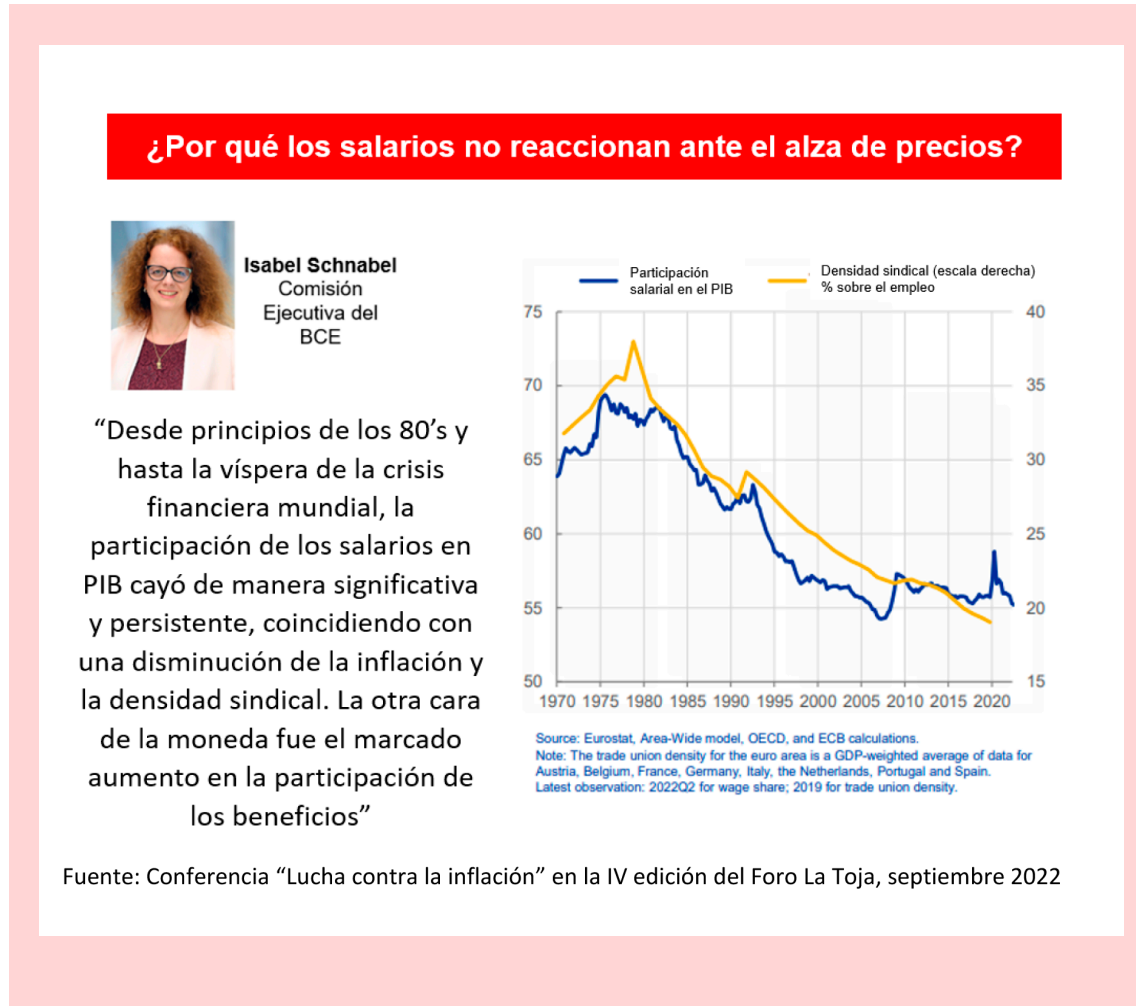 ¿Por qué los salarios no reaccionan ante el alza de precios?
Isabel Schnabel
Comisión
Ejecutiva del
BCE
“Desde principios de los 80’s y
hasta la víspera de la crisis
financiera mundial, la
participación de los salarios en
PIB cayó de manera significativa
y persistente, coincidiendo con
una disminución de la inflación y
la densidad sindical. La otra cara
de la moneda fue el marcado
aumento en la participación de
los beneficios”
Participación
salarial en el PIB
Densidad sindical (escala derecha)
% sobre el empleo
75
70
65
60
55
50
40
35
30
25
20
15
1970 1975 1980 1985 1990 1995 2000 2005 2010 2015 2020
Source: Eurostat, Area-Wide model, OECD, and ECB calculations.
Note: The trade union density for the euro area is a GDP-weighted average of data for
Austria, Belgium, France, Germany, Italy, the Netherlands, Portugal and Spain.
Latest observation: 2022Q2 for wage share; 2019 for trade union density.
Fuente: Conferencia “Lucha contra la inflación” en la IV edición del Foro La Toja, septiembre 2022